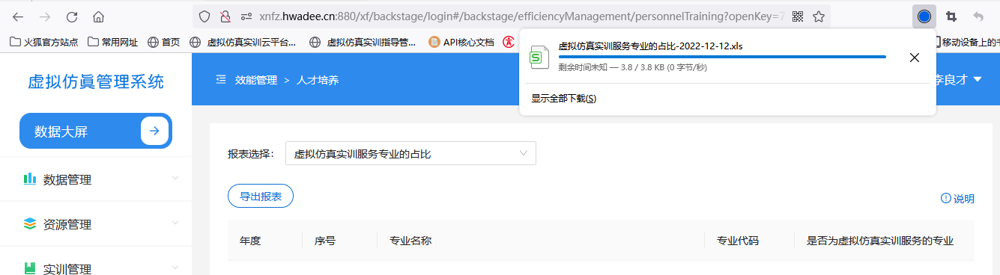 xnfz.hwadee.cn:880/xf/backstage/login#/backstage/efficiencyManagement/personnelTraining?openKey=7
火狐官方站点 常用网址 首页 虚拟仿真实训云平台... 虚拟仿真实训指导管... API核心文档 移动设备上的书
虚拟仿真实训服务专业的占比-2022-12-12.xls
剩余时间未知 — 3.8 / 3.8 KB (0 字节/秒)
显示全部下载(S)
虚拟仿真管理系统
效能管理 > 人才培养
李良才
数据大屏
数据管理
资源管理
实训管理
报表选择: 虚拟仿真实训服务专业的占比
导出报表
说明
年度 序号 专业名称 专业代码 是否为虚拟仿真实训服务的专业